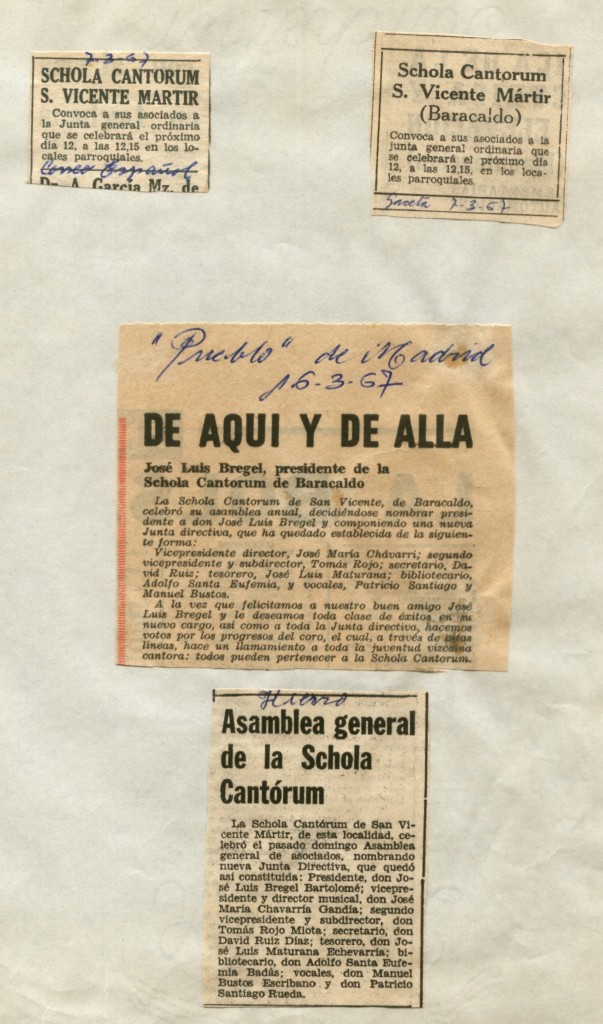 7-3-67
SCHOLA CANTORUM
S. VICENTE MARTIR
Convoca a sus asociados a
la Junta general ordinaria
que se celebrará el próximo
día 12, a las 12,15, en los lo-
cales parroquiales.
Correo Español
Dr. A. García Mz. de
Schola Cantorum
S. Vicente Mártir
(Baracaldo)
Convoca a sus asociados a la
junta general ordinaria que
se celebrará el próximo día
12, a las 12,15, en los loca-
les parroquiales.
Gaceta 7-3-67
"Pueblo" de Madrid
16-3-67
DE AQUI Y DE ALLA
José Luis Bregel, presidente de la
Schola Cantorum de Baracaldo
La Schola Cantorum de San Vicente, de Baracaldo,
celebró su asamblea anual, decidiéndose nombrar presi-
dente a don José Luis Bregel y componiendo una nueva
Junta directiva, que ha quedado establecida de la siguien-
te forma:
Vicepresidente director, José María Chávarri; segundo
vicepresidente y subdirector, Tomás Rojo; secretario, Da-
vid Ruiz; tesorero, José Luis Maturana; bibliotecario,
Adolfo Santa Eufemia, y vocales, Patricio Santiago y
Manuel Bustos.
A la vez que felicitamos a nuestro buen amigo José
Luis Bregel y le deseamos toda clase de éxitos en su
nuevo cargo, así como a toda la Junta directiva, hacemos
votos por los progresos del coro, el cual, a través de estas
líneas, hace un llamamiento a toda la juventud vizcaína
cantora: todos pueden pertenecer a la Schola Cantorum.
Hierro
Asamblea general
de la Schola
Cantórum
La Schola Cantórum de San Vi-
cente Mártir, de esta localidad, ce-
lebró el pasado domingo Asamblea
general de asociados, nombrando
nueva Junta Directiva, que quedó
así constituida: Presidente, don Jo-
sé Luis Bregel Bartolomé; vicepre-
sidente y director musical, don José
María Chavarría Gandía; segundo
vicepresidente y subdirector, don
Tomás Rojo Miota; secretario, don
David Ruiz Díaz; tesorero, don Jo-
sé Luis Maturana Echevarría; bi-
bliotecario, don Adolfo Santa Eufe-
mia Badás; vocales, don Manuel
Bustos Escribano y don Patricio
Santiago Rueda.